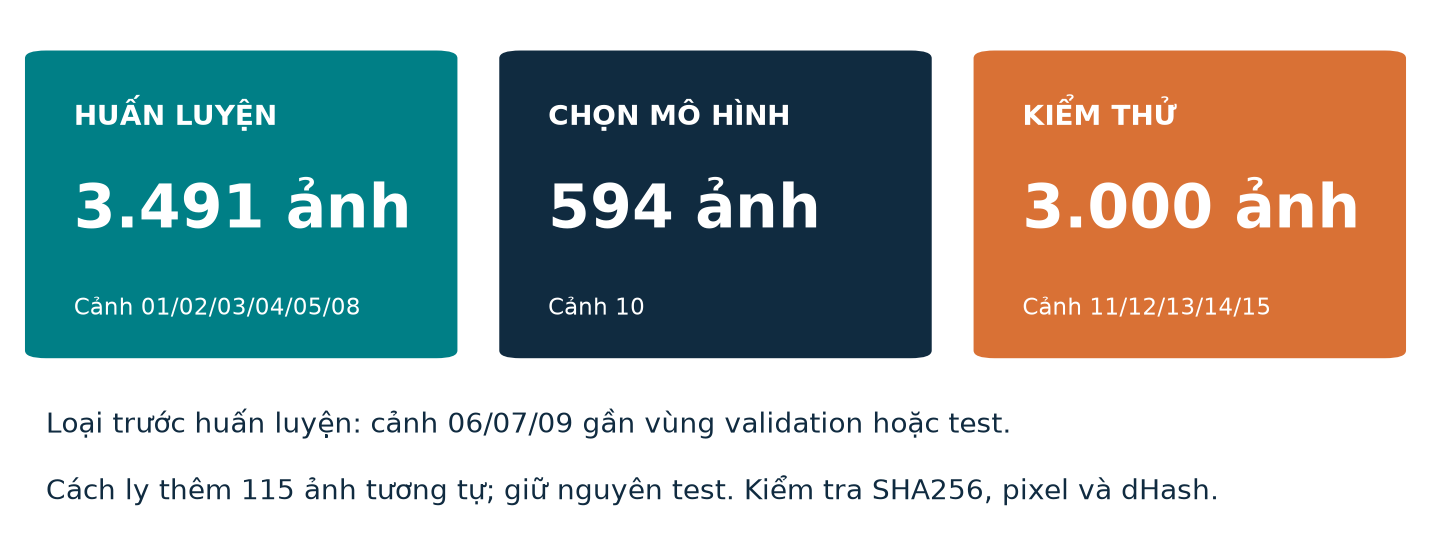 HUẤN LUYỆN
3.491 ảnh
Cảnh 01/02/03/04/05/08
CHỌN MÔ HÌNH
594 ảnh
Cảnh 10
KIỂM THỬ
3.000 ảnh
Cảnh 11/12/13/14/15
Loại trước huấn luyện: cảnh 06/07/09 gần vùng validation hoặc test.
Cách ly thêm 115 ảnh tương tự; giữ nguyên test. Kiểm tra SHA256, pixel và dHash.